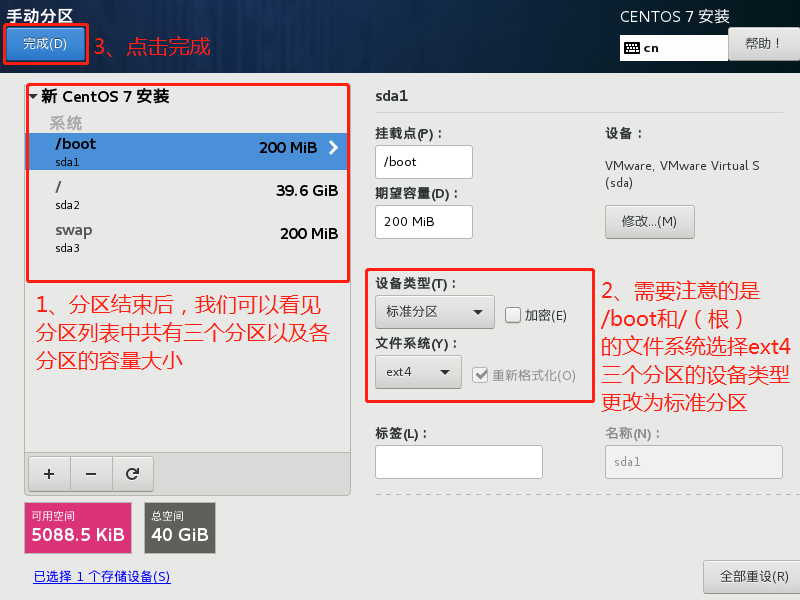 手动分区
CENTOS 7 安装
完成(D)
3、点击完成
cn
帮助！
新 CentOS 7 安装
系统
/boot
200 MiB
sda1
/
39.6 GiB
sda2
swap
200 MiB
sda3
1、分区结束后，我们可以看见
分区列表中共有三个分区以及各
分区的容量大小
+ −
可用空间
5088.5 KiB
总空间
40 GiB
已选择 1 个存储设备(S)
sda1
挂载点(P)：
/boot
期望容量(D)：
200 MiB
设备：
VMware, VMware Virtual S
(sda)
修改...(M)
设备类型(T)：
标准分区
加密(E)
文件系统(Y)：
ext4
重新格式化(O)
2、需要注意的是
/boot和/（根）
的文件系统选择ext4
三个分区的设备类型
更改为标准分区
标签(L)：
名称(N)：
sda1
全部重设(R)